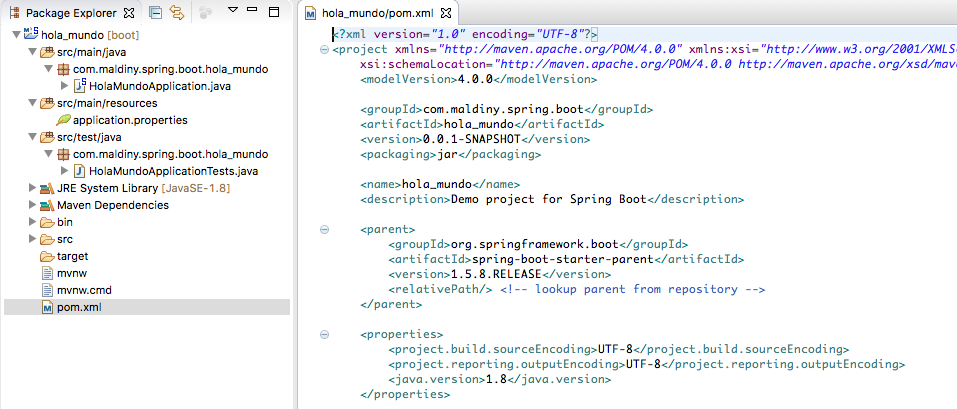 Package Explorer
hola_mundo [boot]
src/main/java
com.maldiny.spring.boot.hola_mundo
HolaMundoApplication.java
src/main/resources
application.properties
src/test/java
com.maldiny.spring.boot.hola_mundo
HolaMundoApplicationTests.java
JRE System Library [JavaSE-1.8]
Maven Dependencies
bin
src
target
mvnw
mvnw.cmd
pom.xml
hola_mundo/pom.xml
<?xml version="1.0" encoding="UTF-8"?>
<project xmlns="http://maven.apache.org/POM/4.0.0" xmlns:xsi="http://www.w3.org/2001/XMLS
xsi:schemaLocation="http://maven.apache.org/POM/4.0.0 http://maven.apache.org/xsd/mave
<modelVersion>4.0.0</modelVersion>
<groupId>com.maldiny.spring.boot</groupId>
<artifactId>hola_mundo</artifactId>
<version>0.0.1-SNAPSHOT</version>
<packaging>jar</packaging>
<name>hola_mundo</name>
<description>Demo project for Spring Boot</description>
<parent>
<groupId>org.springframework.boot</groupId>
<artifactId>spring-boot-starter-parent</artifactId>
<version>1.5.8.RELEASE</version>
<relativePath/> <!-- lookup parent from repository -->
</parent>
<properties>
<project.build.sourceEncoding>UTF-8</project.build.sourceEncoding>
<project.reporting.outputEncoding>UTF-8</project.reporting.outputEncoding>
<java.version>1.8</java.version>
</properties>